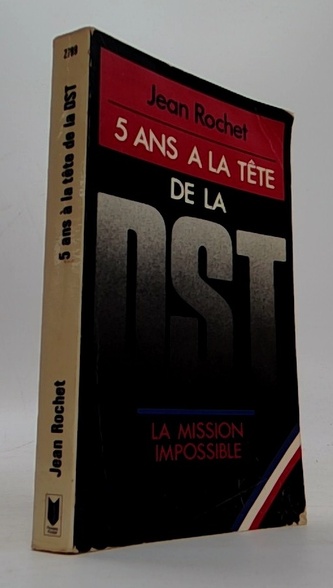 Jean Rochet
5 ANS A LA TÊTE
DE LA
DST
LA MISSION
IMPOSSIBLE
2799
5 ans à la tête de la DST
Jean Rochet